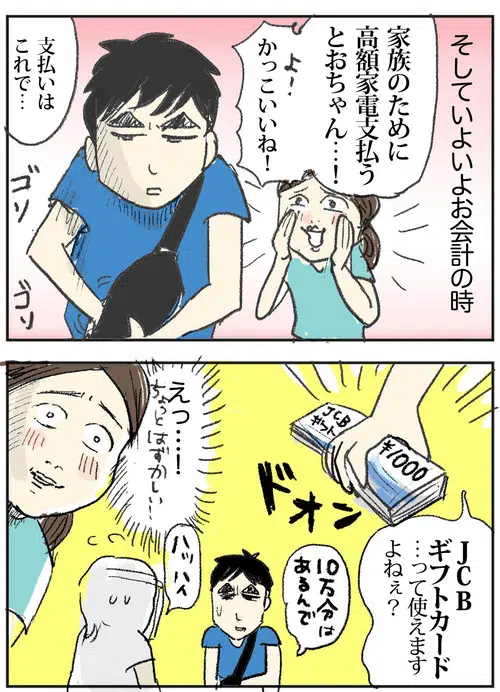 そしていよいよお会計の時
家族のために
高額家電支払う
とおちゃん…!
よ!
かっこいいね!
支払いは
これで…
ゴソ
ゴソ
JCB
ギフト
¥1000
ドオン
JCB
ギフトカード
…って使えます
よねぇ?
えっ…!
ちょっとはずかしい…
10万分は
あるんで
ハッハイ